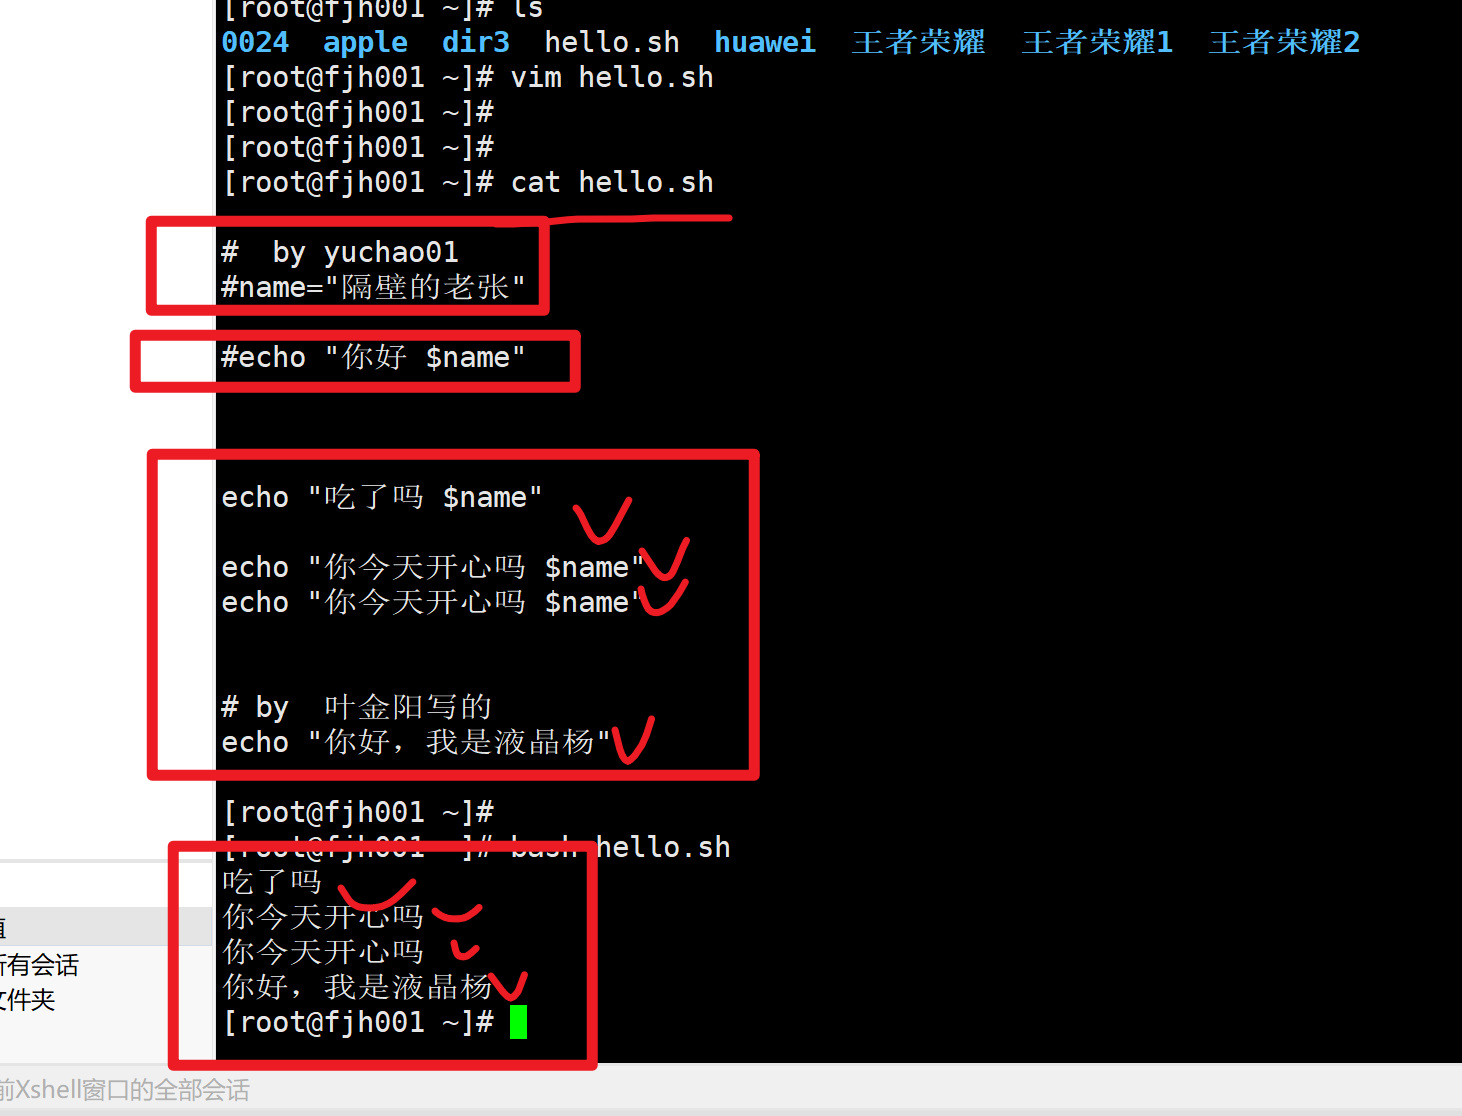 [root@fjh001 ~]# ls
0024  apple  dir3  hello.sh  huawei  王者荣耀  王者荣耀1  王者荣耀2
[root@fjh001 ~]# vim hello.sh
[root@fjh001 ~]#
[root@fjh001 ~]#
[root@fjh001 ~]# cat hello.sh
#  by yuchao01
#name="隔壁的老张"
#echo "你好 $name"
echo "吃了吗 $name"
echo "你今天开心吗 $name"
echo "你今天开心吗 $name"
# by  叶金阳写的
echo "你好，我是液晶杨"
[root@fjh001 ~]#
[root@fjh001 ~]# bash hello.sh
吃了吗
你今天开心吗
你今天开心吗
你好，我是液晶杨
[root@fjh001 ~]#
所有会话
文件夹
前Xshell窗口的全部会话